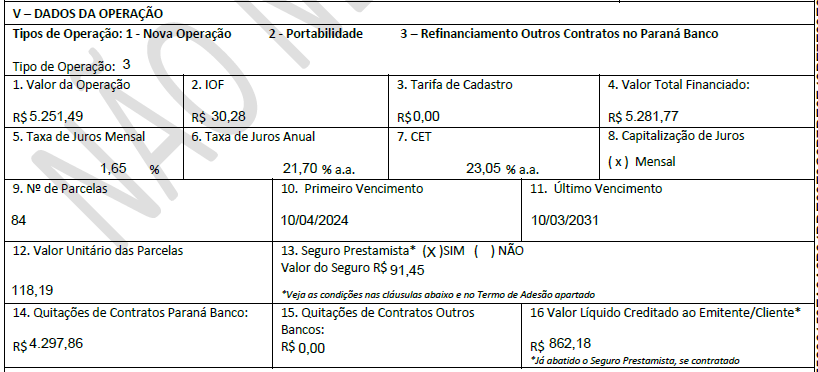 V – DADOS DA OPERAÇÃO
Tipos de Operação: 1 - Nova Operação 2 - Portabilidade 3 – Refinanciamento Outros Contratos no Paraná Banco
Tipo de Operação: 3
1. Valor da Operação
R$ 5.251,49
2. IOF
R$ 30,28
3. Tarifa de Cadastro
R$0,00
4. Valor Total Financiado:
R$ 5.281,77
5. Taxa de Juros Mensal
1,65 %
6. Taxa de Juros Anual
21,70 % a.a.
7. CET
23,05 % a.a.
8. Capitalização de Juros
( x ) Mensal
9. Nº de Parcelas
84
10. Primeiro Vencimento
10/04/2024
11. Último Vencimento
10/03/2031
12. Valor Unitário das Parcelas
118,19
13. Seguro Prestamista* (X )SIM ( ) NÃO
Valor do Seguro R$ 91,45
*Veja as condições nas cláusulas abaixo e no Termo de Adesão apartado
14. Quitações de Contratos Paraná Banco:
R$ 4.297,86
15. Quitações de Contratos Outros
Bancos:
R$ 0,00
16 Valor Líquido Creditado ao Emitente/Cliente*
R$ 862,18
*Já abatido o Seguro Prestamista, se contratado
NÃO